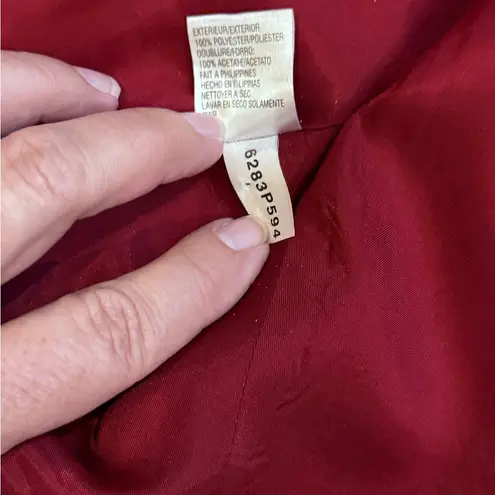 EXTERIEUR/EXTERIOR
100% POLYESTER/POLIESTER
DOUBLURE/FORRO:
100% ACETATE/ACETATO
FAIT A PHILIPPINES
HECHO EN FILIPINAS
NETTOYER A SEC
LAVAR EN SECO SOLAMENTE
6283P594